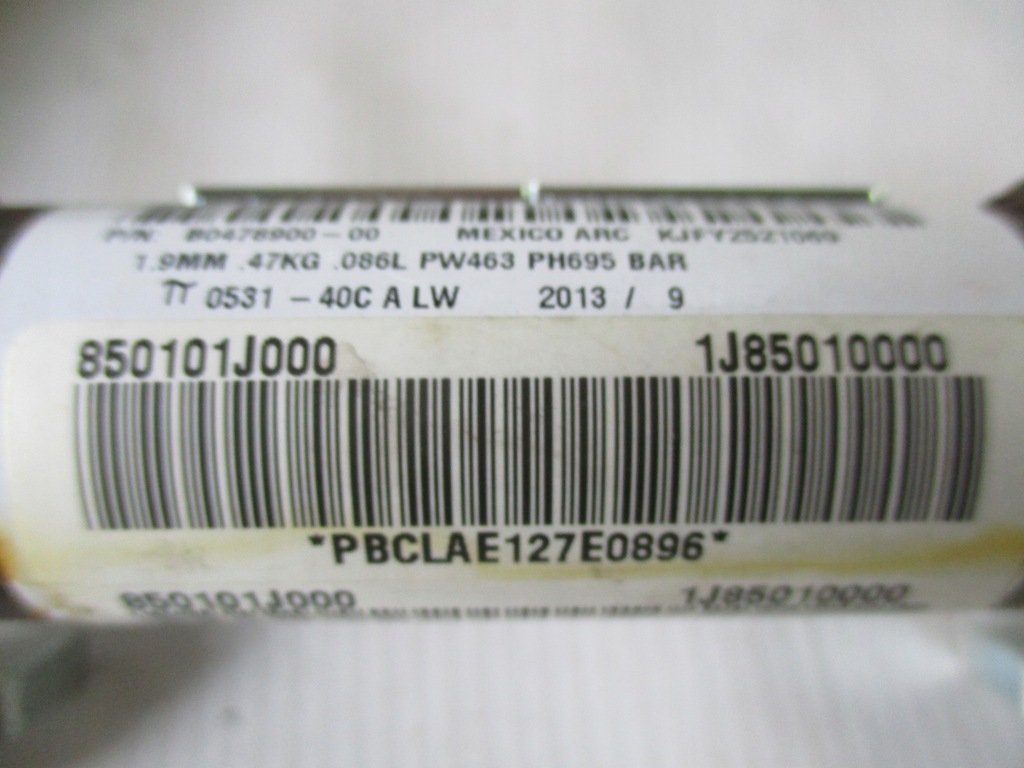 P/N: B0478900-00 MEXICO ARC KJFY2521069
1.9MM .47KG .086L PW463 PH695 BAR
π 0531 - 40C A LW 2013 / 9
850101J000 1J85010000
*PBCLAE127E0896*
850101J000 1J85010000